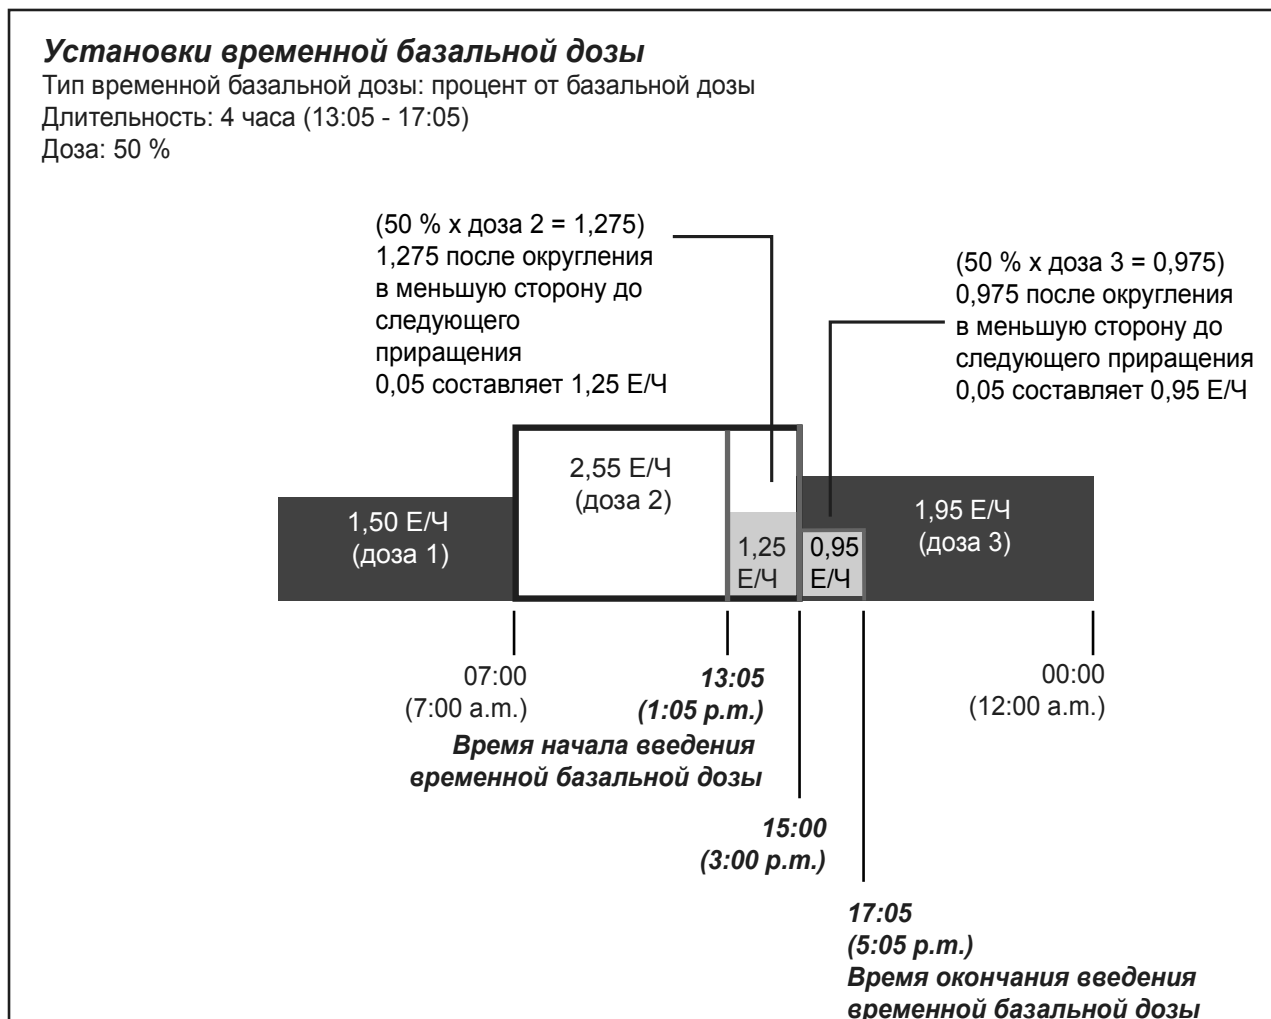 Установки временной базальной дозы
Тип временной базальной дозы: процент от базальной дозы
Длительность: 4 часа (13:05 - 17:05)
Доза: 50 %
(50 % x доза 2 = 1,275)
1,275 после округления
в меньшую сторону до
следующего
приращения
0,05 составляет 1,25 Е/Ч
(50 % x доза 3 = 0,975)
0,975 после округления
в меньшую сторону до
следующего приращения
0,05 составляет 0,95 Е/Ч
1,50 Е/Ч
(доза 1)
2,55 Е/Ч
(доза 2)
1,25
Е/Ч
0,95
Е/Ч
1,95 Е/Ч
(доза 3)
07:00
(7:00 a.m.)
13:05
(1:05 p.m.)
Время начала введения
временной базальной дозы
15:00
(3:00 p.m.)
17:05
(5:05 p.m.)
Время окончания введения
временной базальной дозы
00:00
(12:00 a.m.)